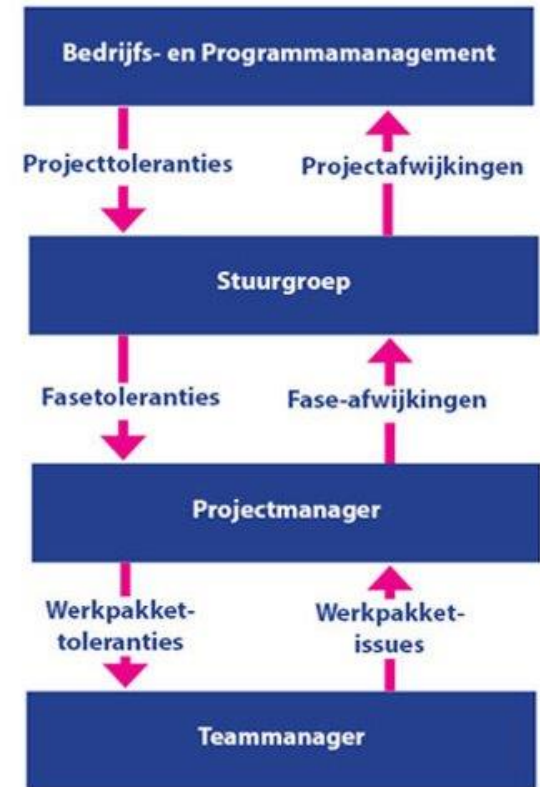 Bedrijfs- en Programmamanagement
Projecttoleranties
Projectafwijkingen
Stuurgroep
Fasetoleranties
Fase-afwijkingen
Projectmanager
Werkpakket-
toleranties
Werkpakket-
issues
Teammanager